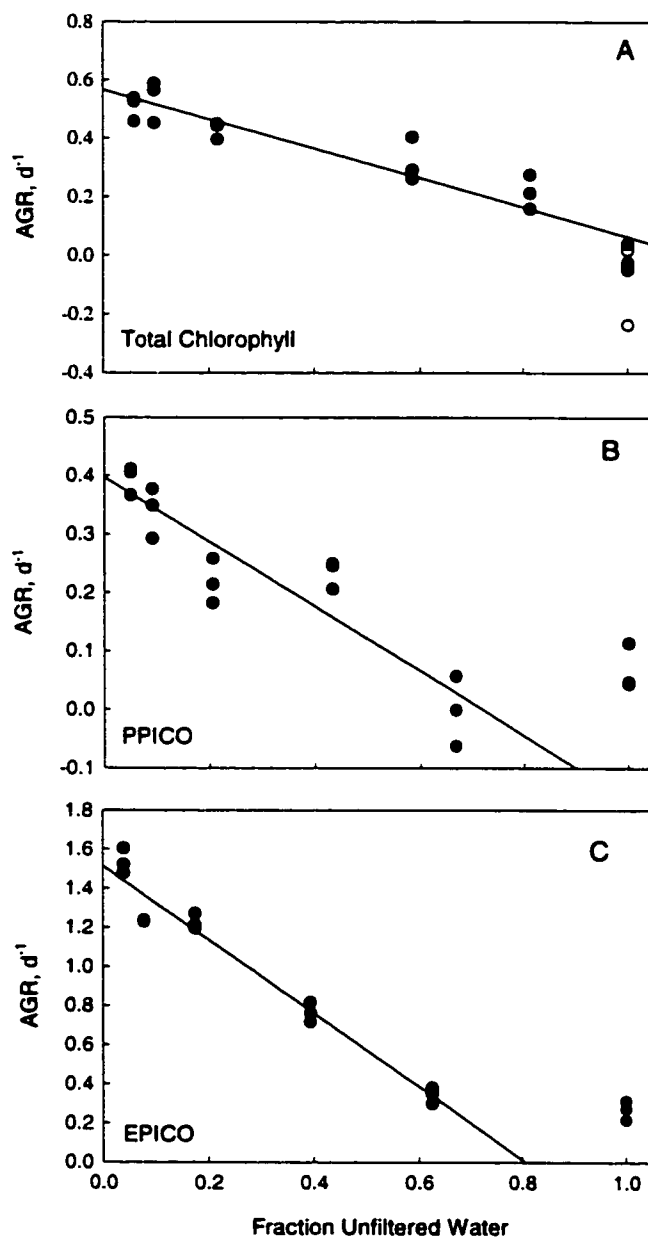 A
0.8
0.6
0.4
0.2
0.0
-0.2
-0.4
AGR, d-1
Total Chlorophyll
B
0.5
0.4
0.3
0.2
0.1
0.0
-0.1
AGR, d-1
PPICO
C
1.8
1.6
1.4
1.2
1.0
0.8
0.6
0.4
0.2
0.0
AGR, d-1
EPICO
0.0 0.2 0.4 0.6 0.8 1.0
Fraction Unfiltered Water